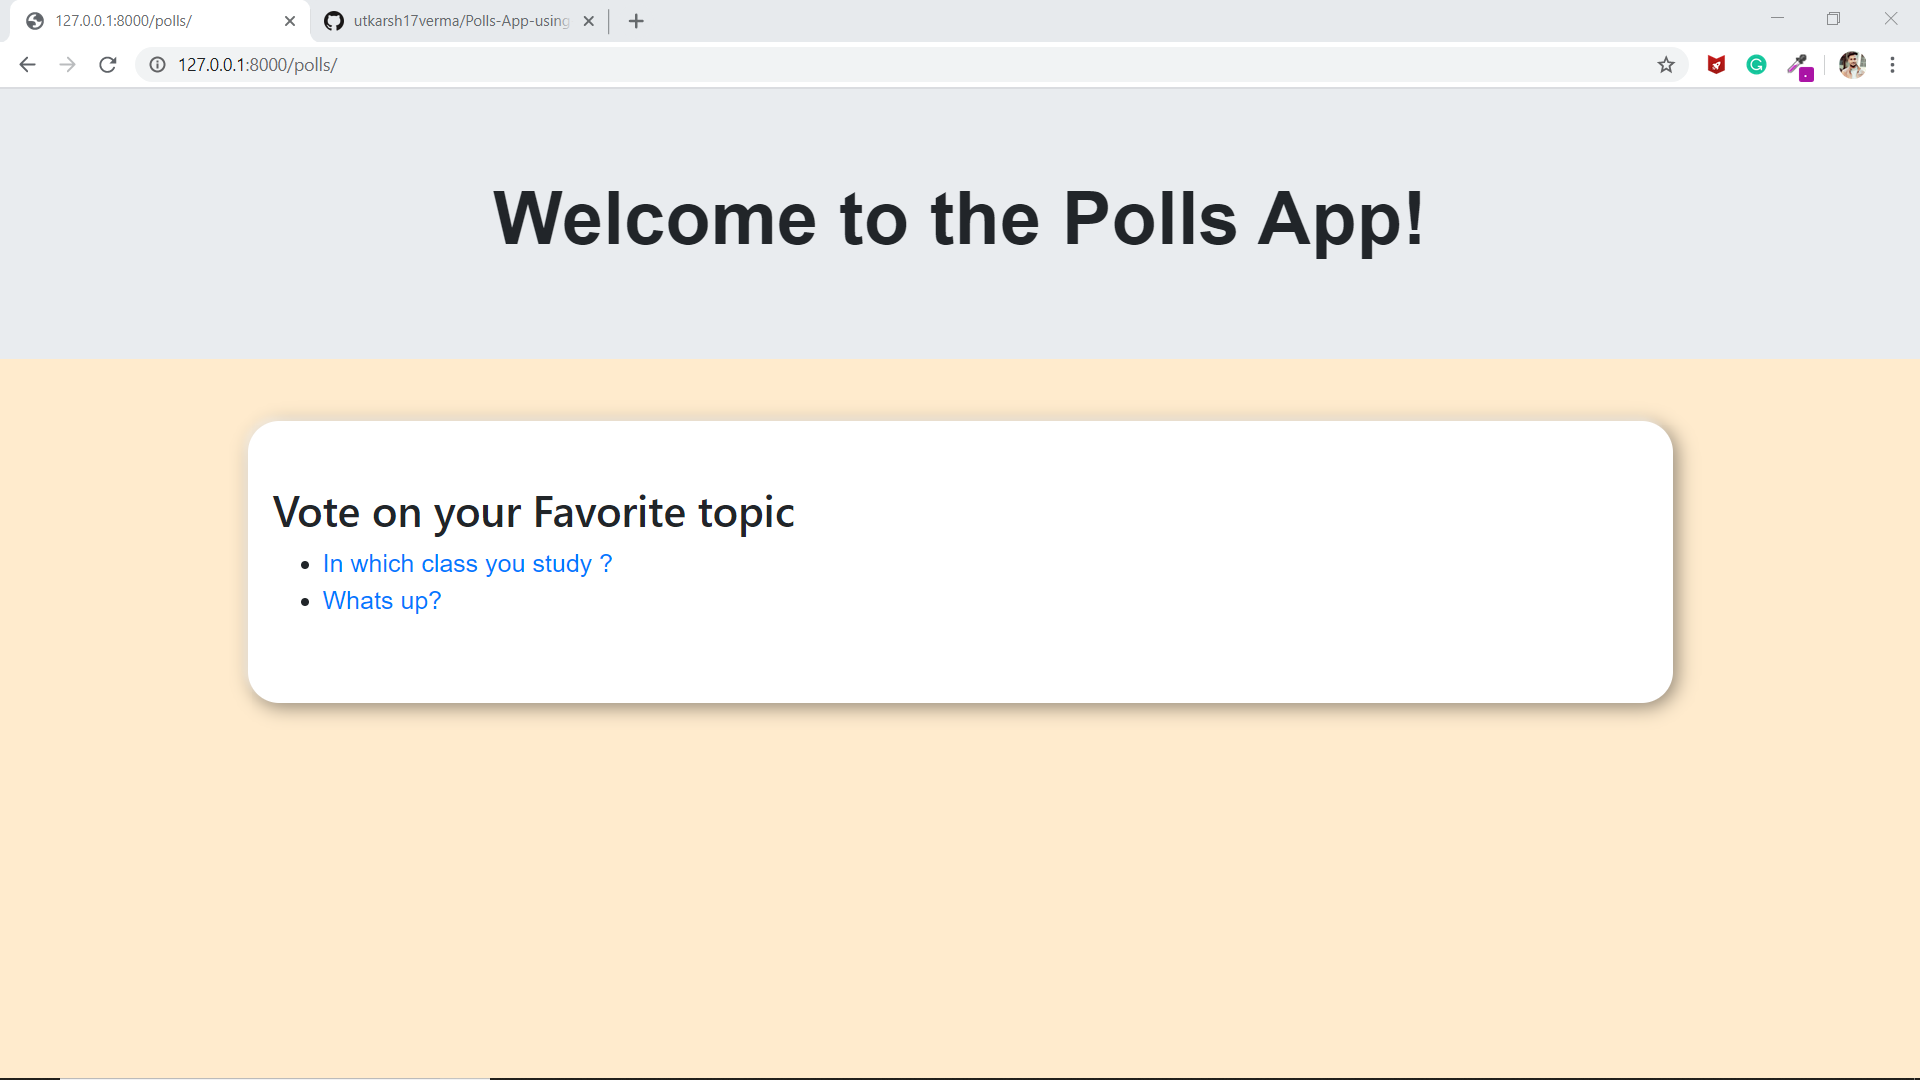 127.0.0.1:8000/polls/
utkarsh17verma/Polls-App-using
127.0.0.1:8000/polls/
Welcome to the Polls App!
Vote on your Favorite topic
In which class you study ?
Whats up?